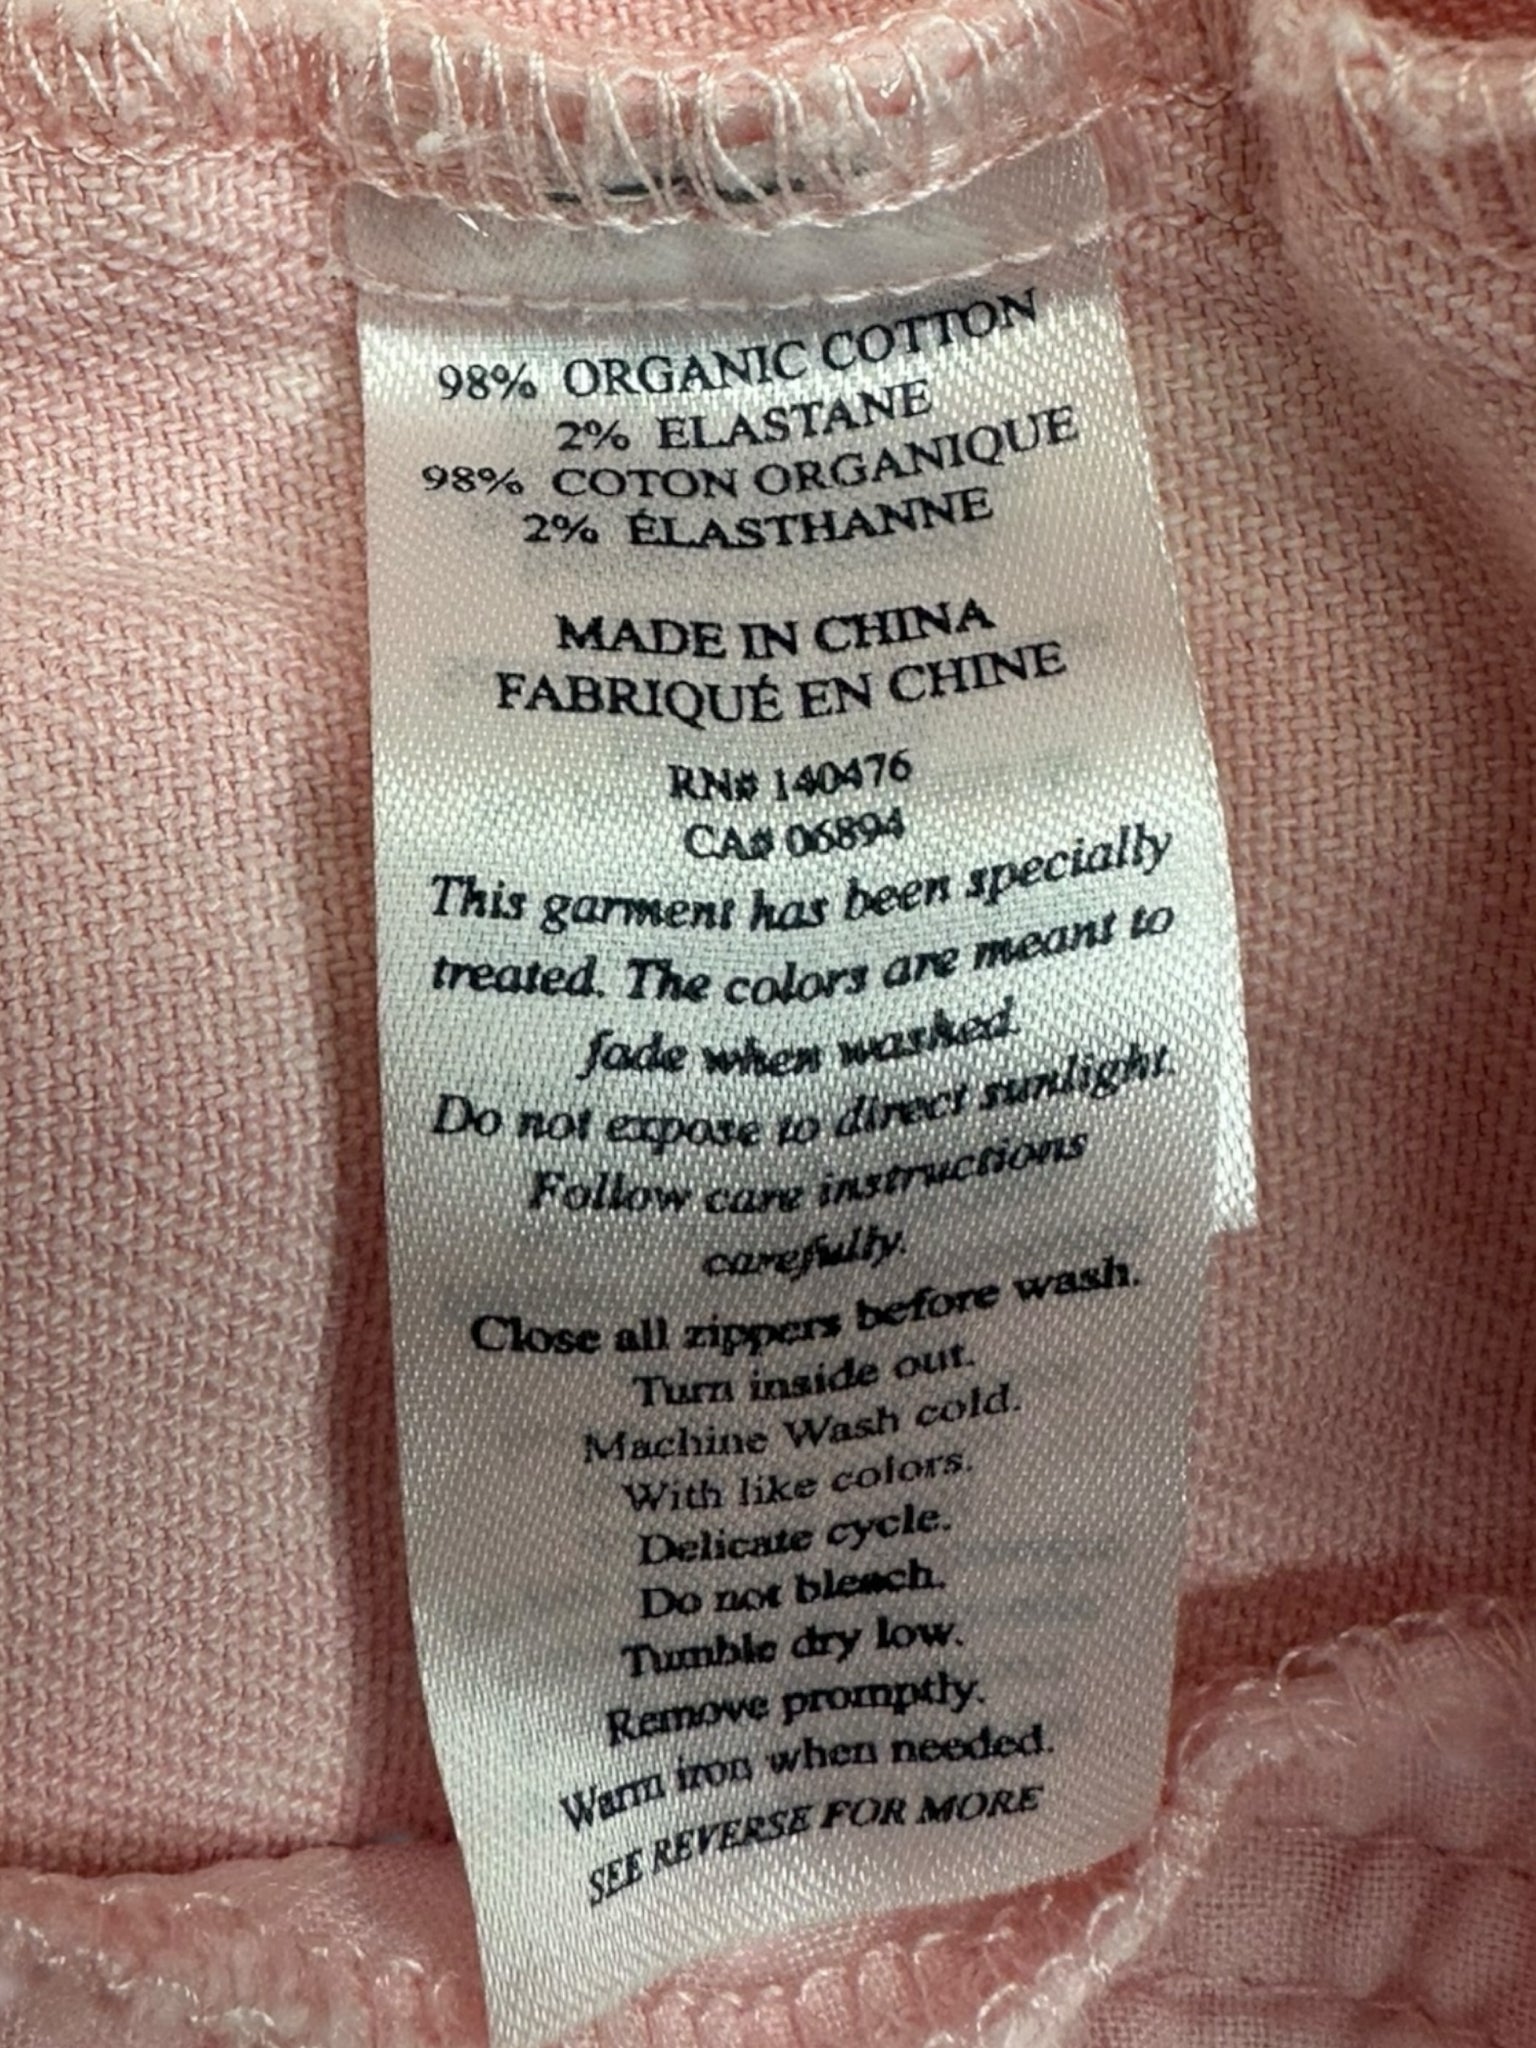 98% ORGANIC COTTON
2% ELASTANE
98% COTON ORGANIQUE
2% ÉLASTHANNE
MADE IN CHINA
FABRIQUÉ EN CHINE
RN# 140476
CA# 06894
This garment has been specially
treated. The colors are meant to
fade when washed.
Do not expose to direct sunlight.
Follow care instructions
carefully.
Close all zippers before wash.
Turn inside out.
Machine Wash cold.
With like colors.
Delicate cycle.
Do not bleach.
Tumble dry low.
Remove promptly.
Warm iron when needed.
SEE REVERSE FOR MORE